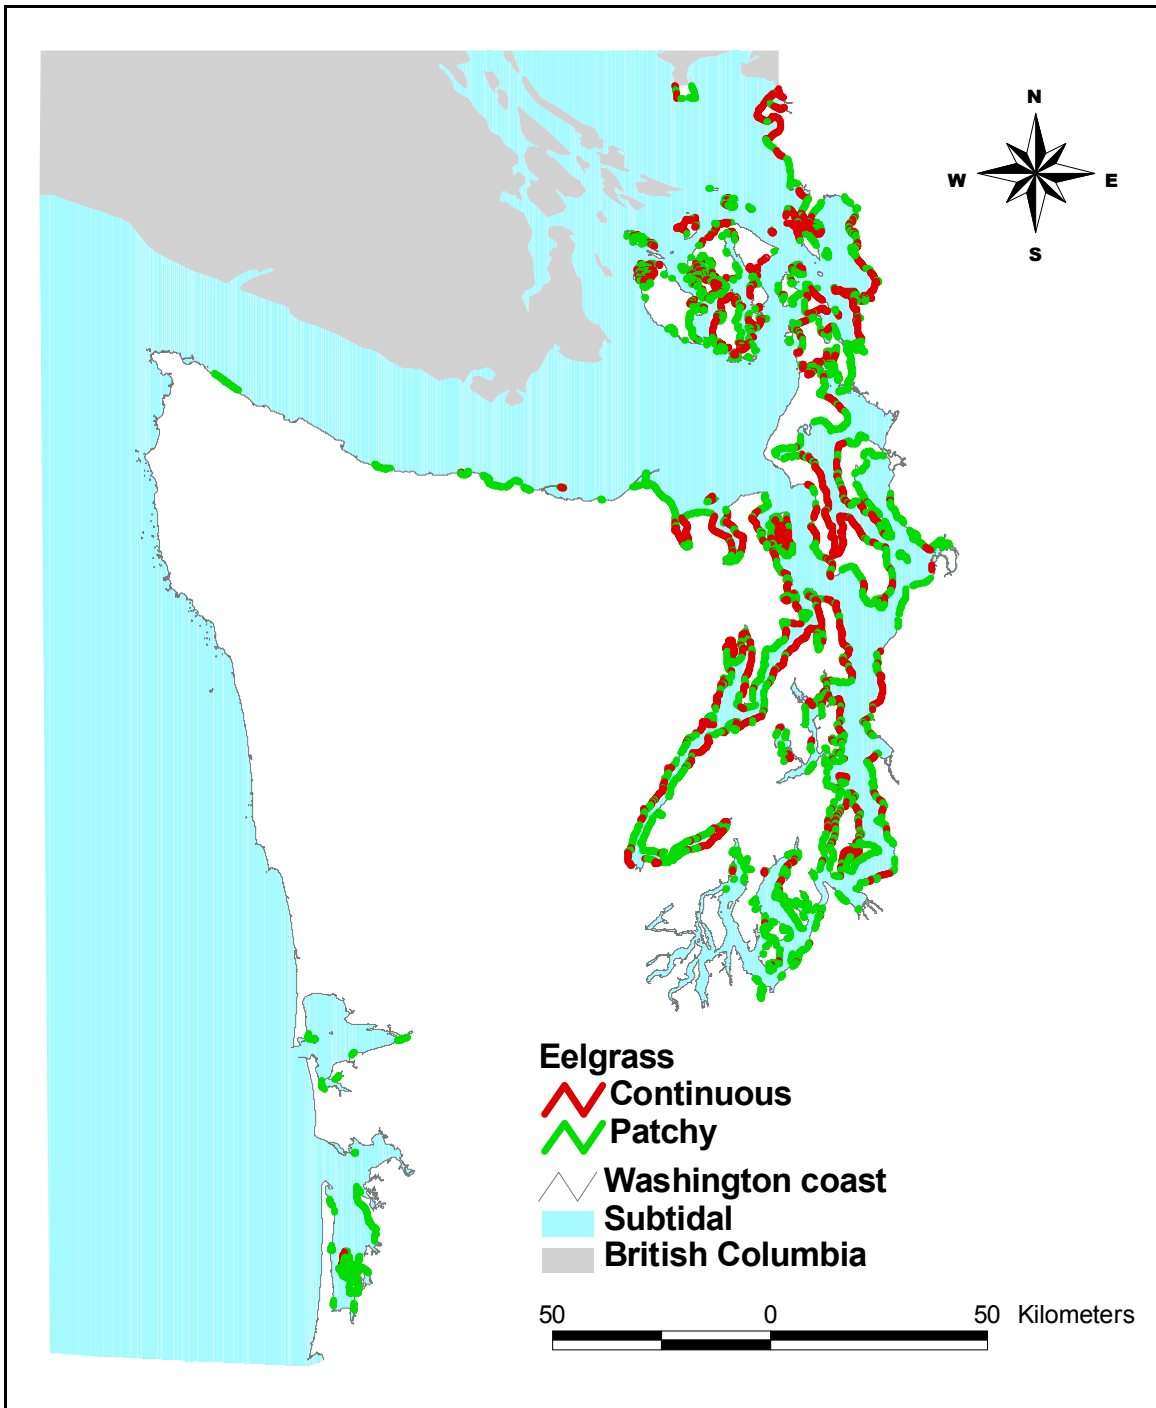 N
W E
S
Eelgrass
Continuous
Patchy
Washington coast
Subtidal
British Columbia
50 0 50 Kilometers